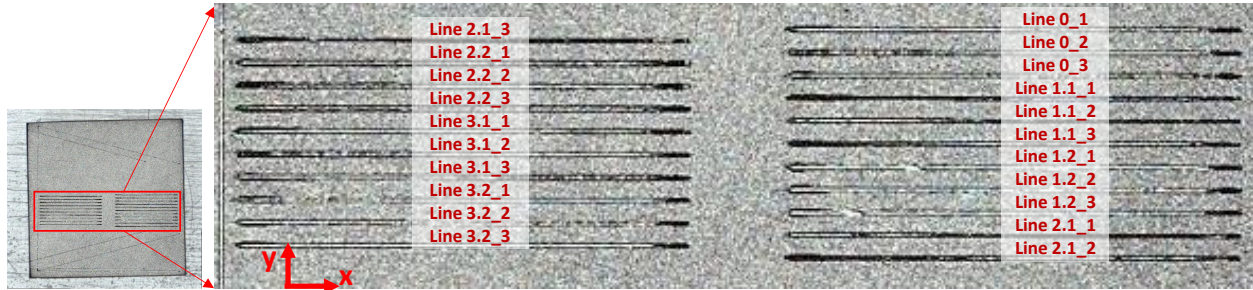 Line 2.1_3
Line 2.2_1
Line 2.2_2
Line 2.2_3
Line 3.1_1
Line 3.1_2
Line 3.1_3
Line 3.2_1
Line 3.2_2
Line 3.2_3
Line 0_1
Line 0_2
Line 0_3
Line 1.1_1
Line 1.1_2
Line 1.1_3
Line 1.2_1
Line 1.2_2
Line 1.2_3
Line 2.1_1
Line 2.1_2
y
x